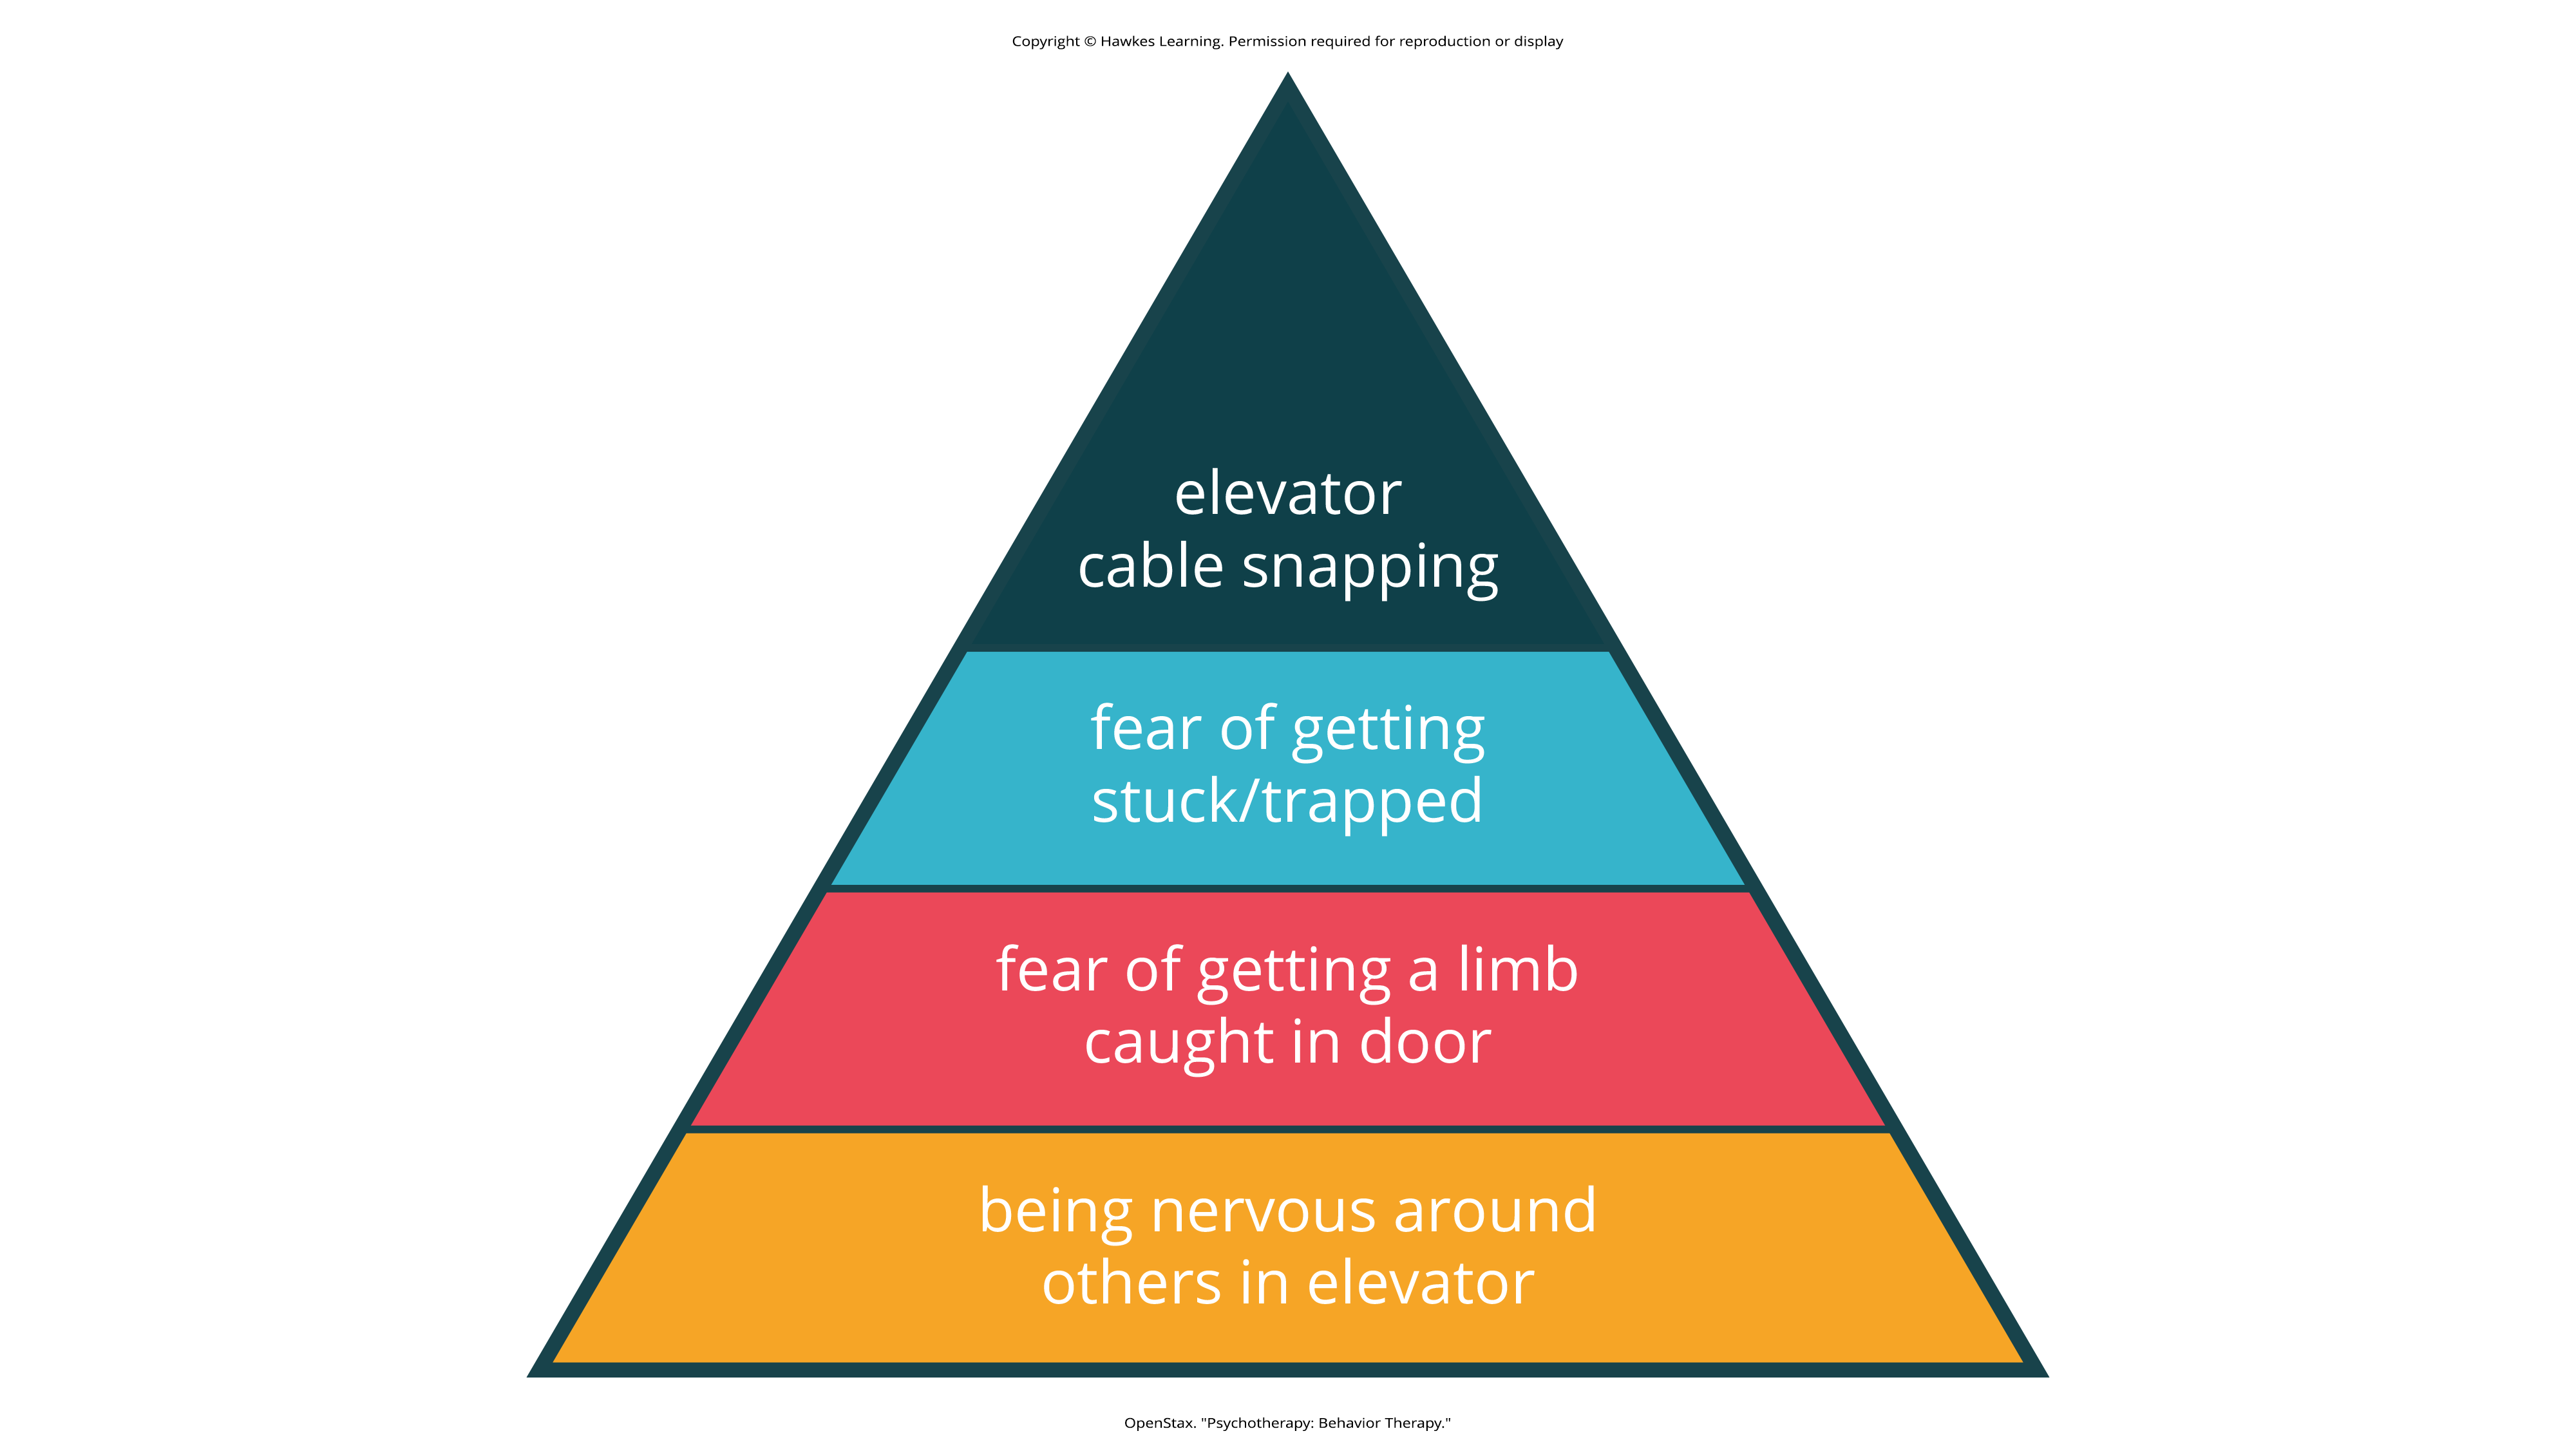 Copyright © Hawkes Learning. Permission required for reproduction or display
elevator
cable snapping
fear of getting
stuck/trapped
fear of getting a limb
caught in door
being nervous around
others in elevator
OpenStax. "Psychotherapy: Behavior Therapy."